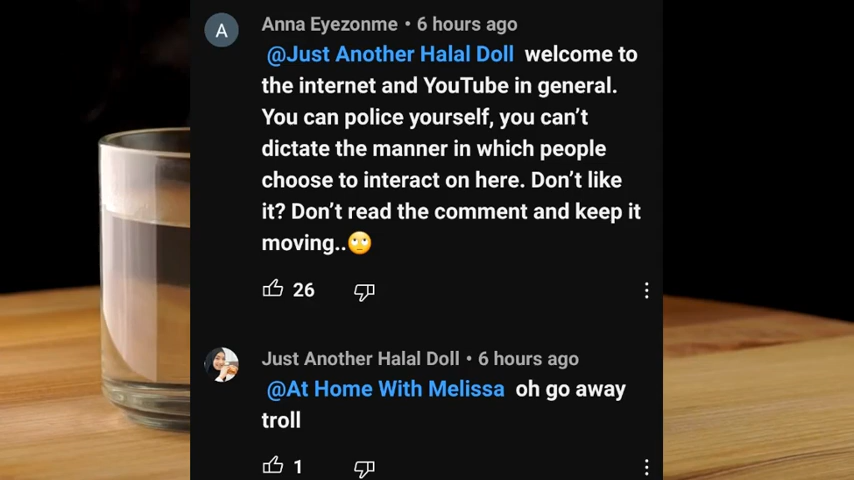 A
Anna Eyezonme • 6 hours ago
@Just Another Halal Doll welcome to
the internet and YouTube in general.
You can police yourself, you can’t
dictate the manner in which people
choose to interact on here. Don’t like
it? Don’t read the comment and keep it
moving..🙄
26
Just Another Halal Doll • 6 hours ago
@At Home With Melissa oh go away
troll
1